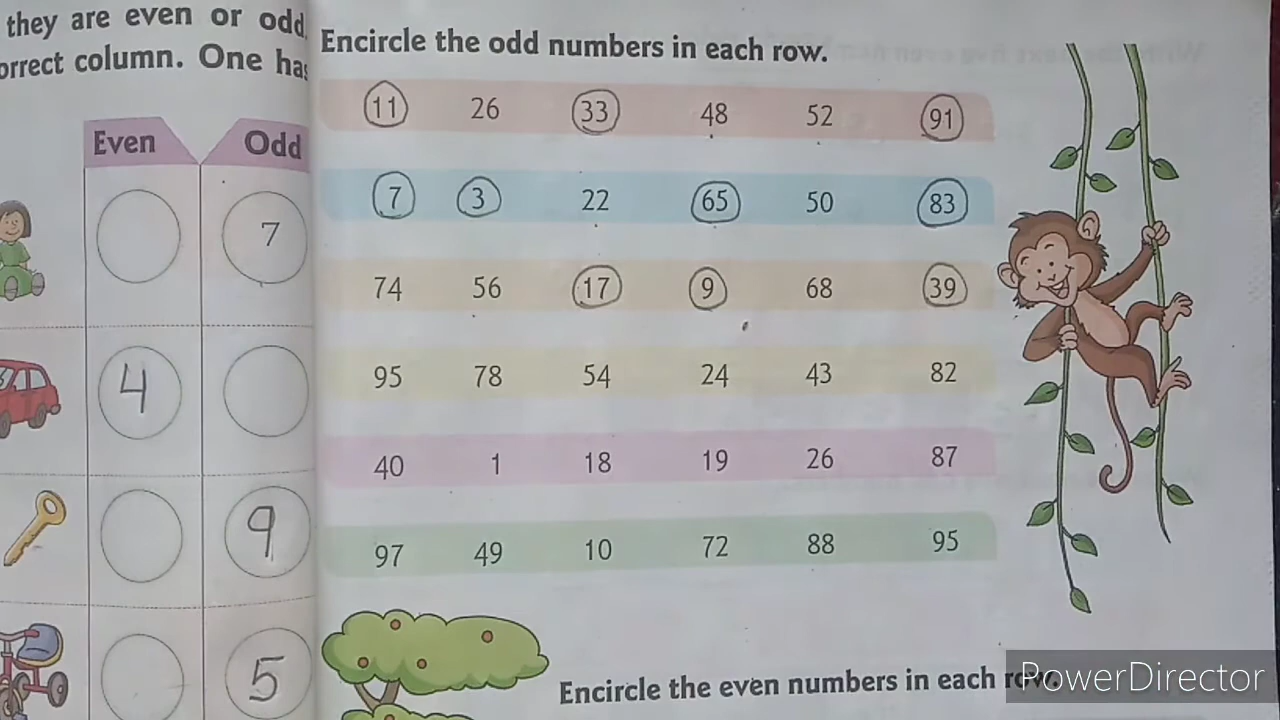 they are even or odd.
orrect column. One has
Even Odd
7
4
9
5
Encircle the odd numbers in each row.
11 26 33 48 52 91
7 3 22 65 50 83
74 56 17 9 68 39
95 78 54 24 43 82
40 1 18 19 26 87
97 49 10 72 88 95
Encircle the even numbers in each row.
PowerDirector